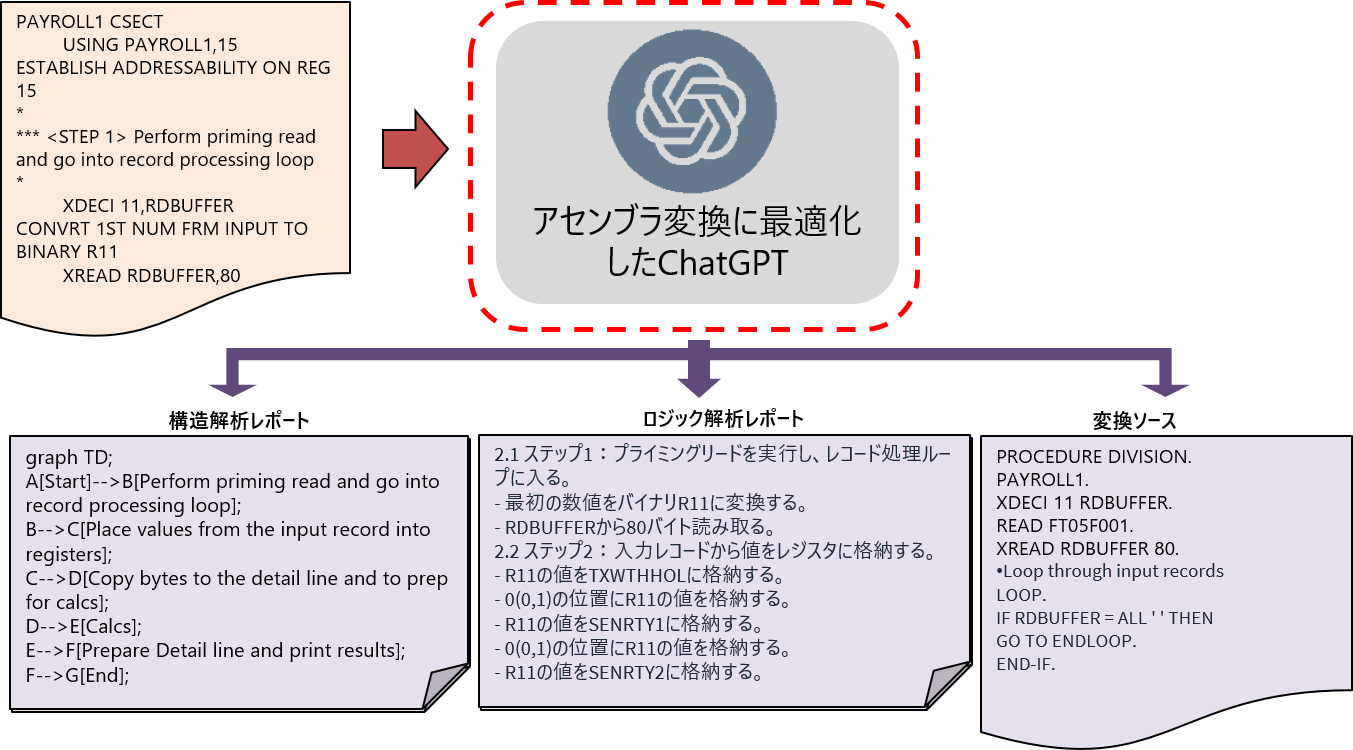 PAYROLL1 CSECT
USING PAYROLL1,15
ESTABLISH ADDRESSABILITY ON REG
15
*
*** <STEP 1> Perform priming read
and go into record processing loop
*
XDECI 11,RDBUFFER
CONVRT 1ST NUM FRM INPUT TO
BINARY R11
XREAD RDBUFFER,80
アセンブラ変換に最適化
したChatGPT
構造解析レポート
graph TD;
A[Start]-->B[Perform priming read and go into
record processing loop];
B-->C[Place values from the input record into
registers];
C-->D[Copy bytes to the detail line and to prep
for calcs];
D-->E[Calcs];
E-->F[Prepare Detail line and print results];
F-->G[End];
ロジック解析レポート
2.1 ステップ1：プライミングリードを実行し、レコード処理ルー
プに入る。
- 最初の数値をバイナリR11に変換する。
- RDBUFFERから80バイト読み取る。
2.2 ステップ2：入力レコードから値をレジスタに格納する。
- R11の値をTXWTHHOLに格納する。
- 0(0,1)の位置にR11の値を格納する。
- R11の値をSENRTY1に格納する。
- 0(0,1)の位置にR11の値を格納する。
- R11の値をSENRTY2に格納する。
変換ソース
PROCEDURE DIVISION.
PAYROLL1.
XDECI 11 RDBUFFER.
READ FT05F001.
XREAD RDBUFFER 80.
•Loop through input records
LOOP.
IF RDBUFFER = ALL ' ' THEN
GO TO ENDLOOP.
END-IF.